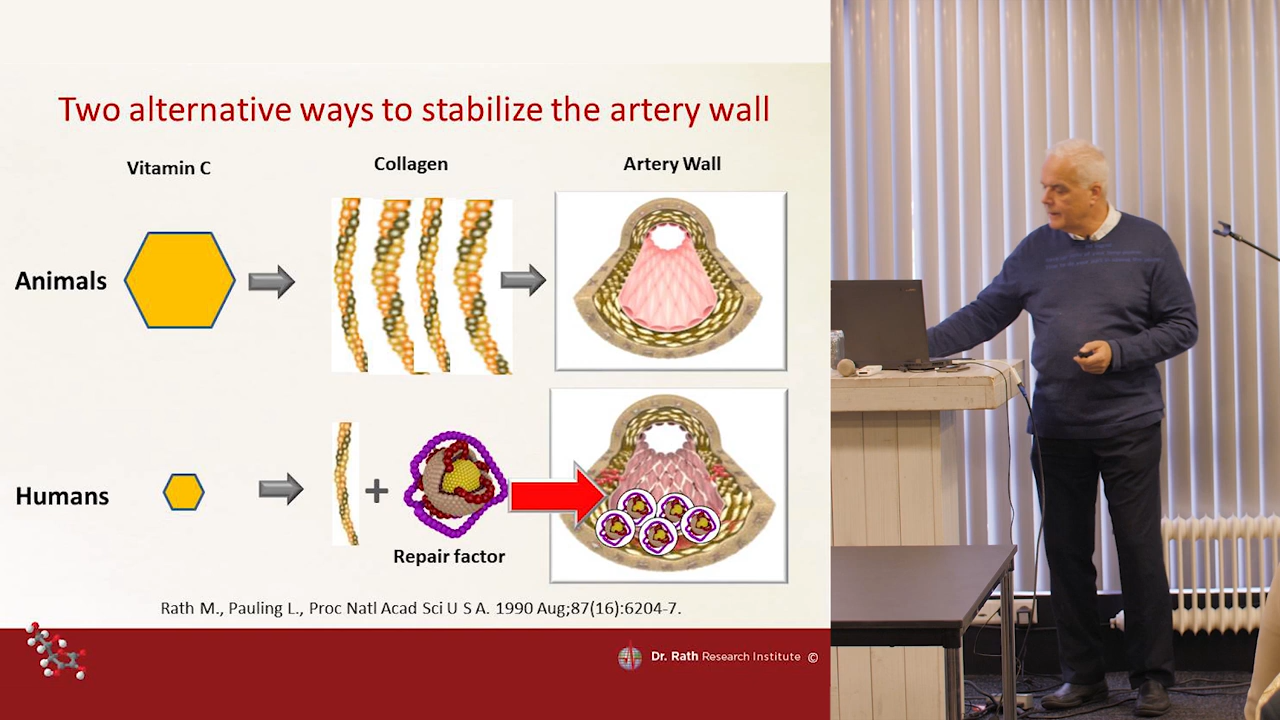 Two alternative ways to stabilize the artery wall
Vitamin C
Collagen
Artery Wall
Animals
Humans
+
Repair factor
Rath M., Pauling L., Proc Natl Acad Sci U S A. 1990 Aug;87(16):6204-7.
Dr. Rath Research Institute ©